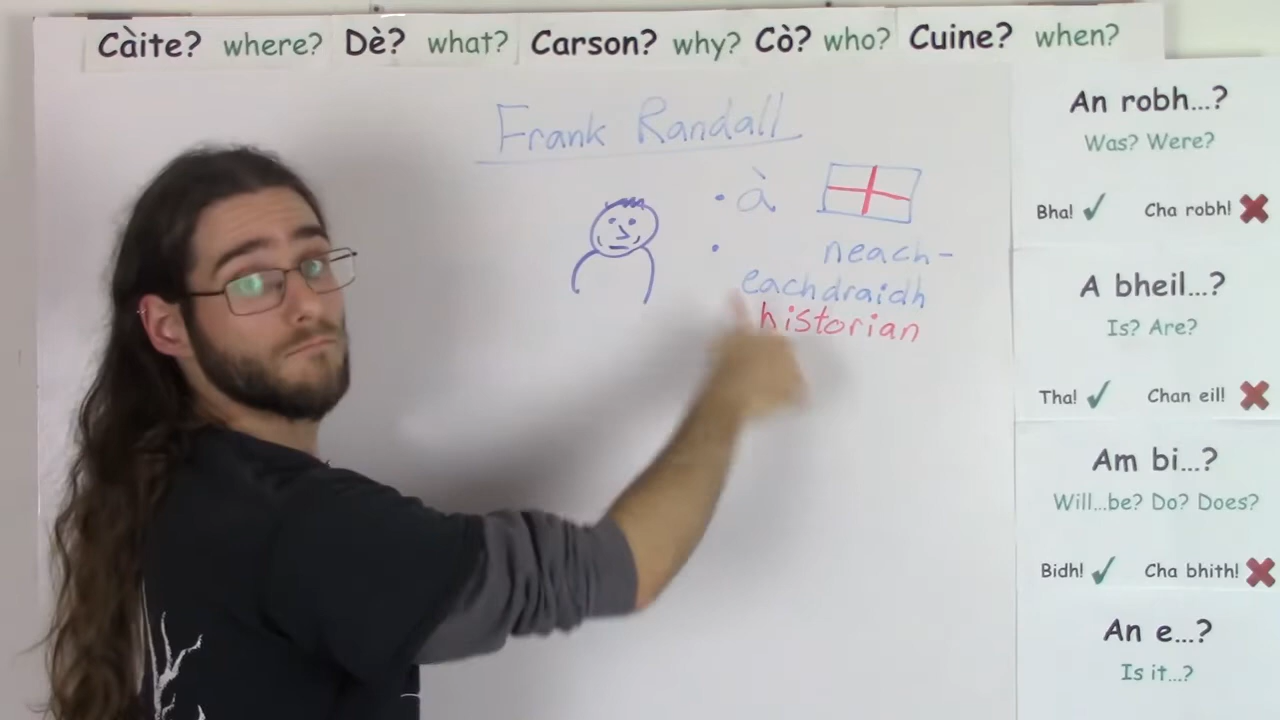 Càite? where? Dè? what? Carson? why? Cò? who? Cuine? when?
Frank Randall
• à
• neach-
eachdraidh
historian
An robh...?
Was? Were?
Bha! ✓ Cha robh! ✗
A bheil...?
Is? Are?
Tha! ✓ Chan eil! ✗
Am bi...?
Will...be? Do? Does?
Bidh! ✓ Cha bhith! ✗
An e...?
Is it...?